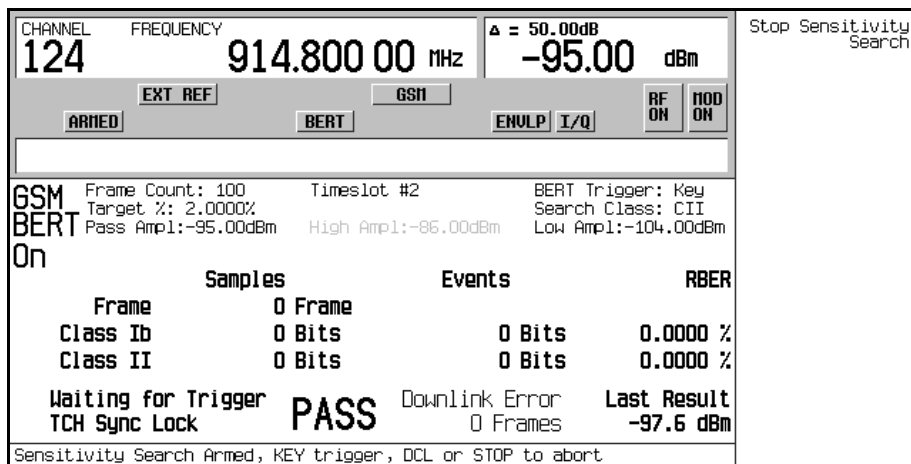 CHANNEL FREQUENCY Δ = 50.00dB Stop Sensitivity
124 914.800 00 MHz -95.00 dBm Search
EXT REF GSM RF ON MOD ON
ARMED BERT ENVLP I/Q
GSM BERT On
Frame Count: 100 Timeslot #2 BERT Trigger: Key
Target %: 2.0000% Search Class: CII
Pass Ampl:-95.00dBm High Ampl:-86.00dBm Low Ampl:-104.00dBm
Samples Events RBER
Frame 0 Frame
Class Ib 0 Bits 0 Bits 0.0000 %
Class II 0 Bits 0 Bits 0.0000 %
Waiting for Trigger PASS Downlink Error Last Result
TCH Sync Lock 0 Frames -97.6 dBm
Sensitivity Search Armed, KEY trigger, DCL or STOP to abort